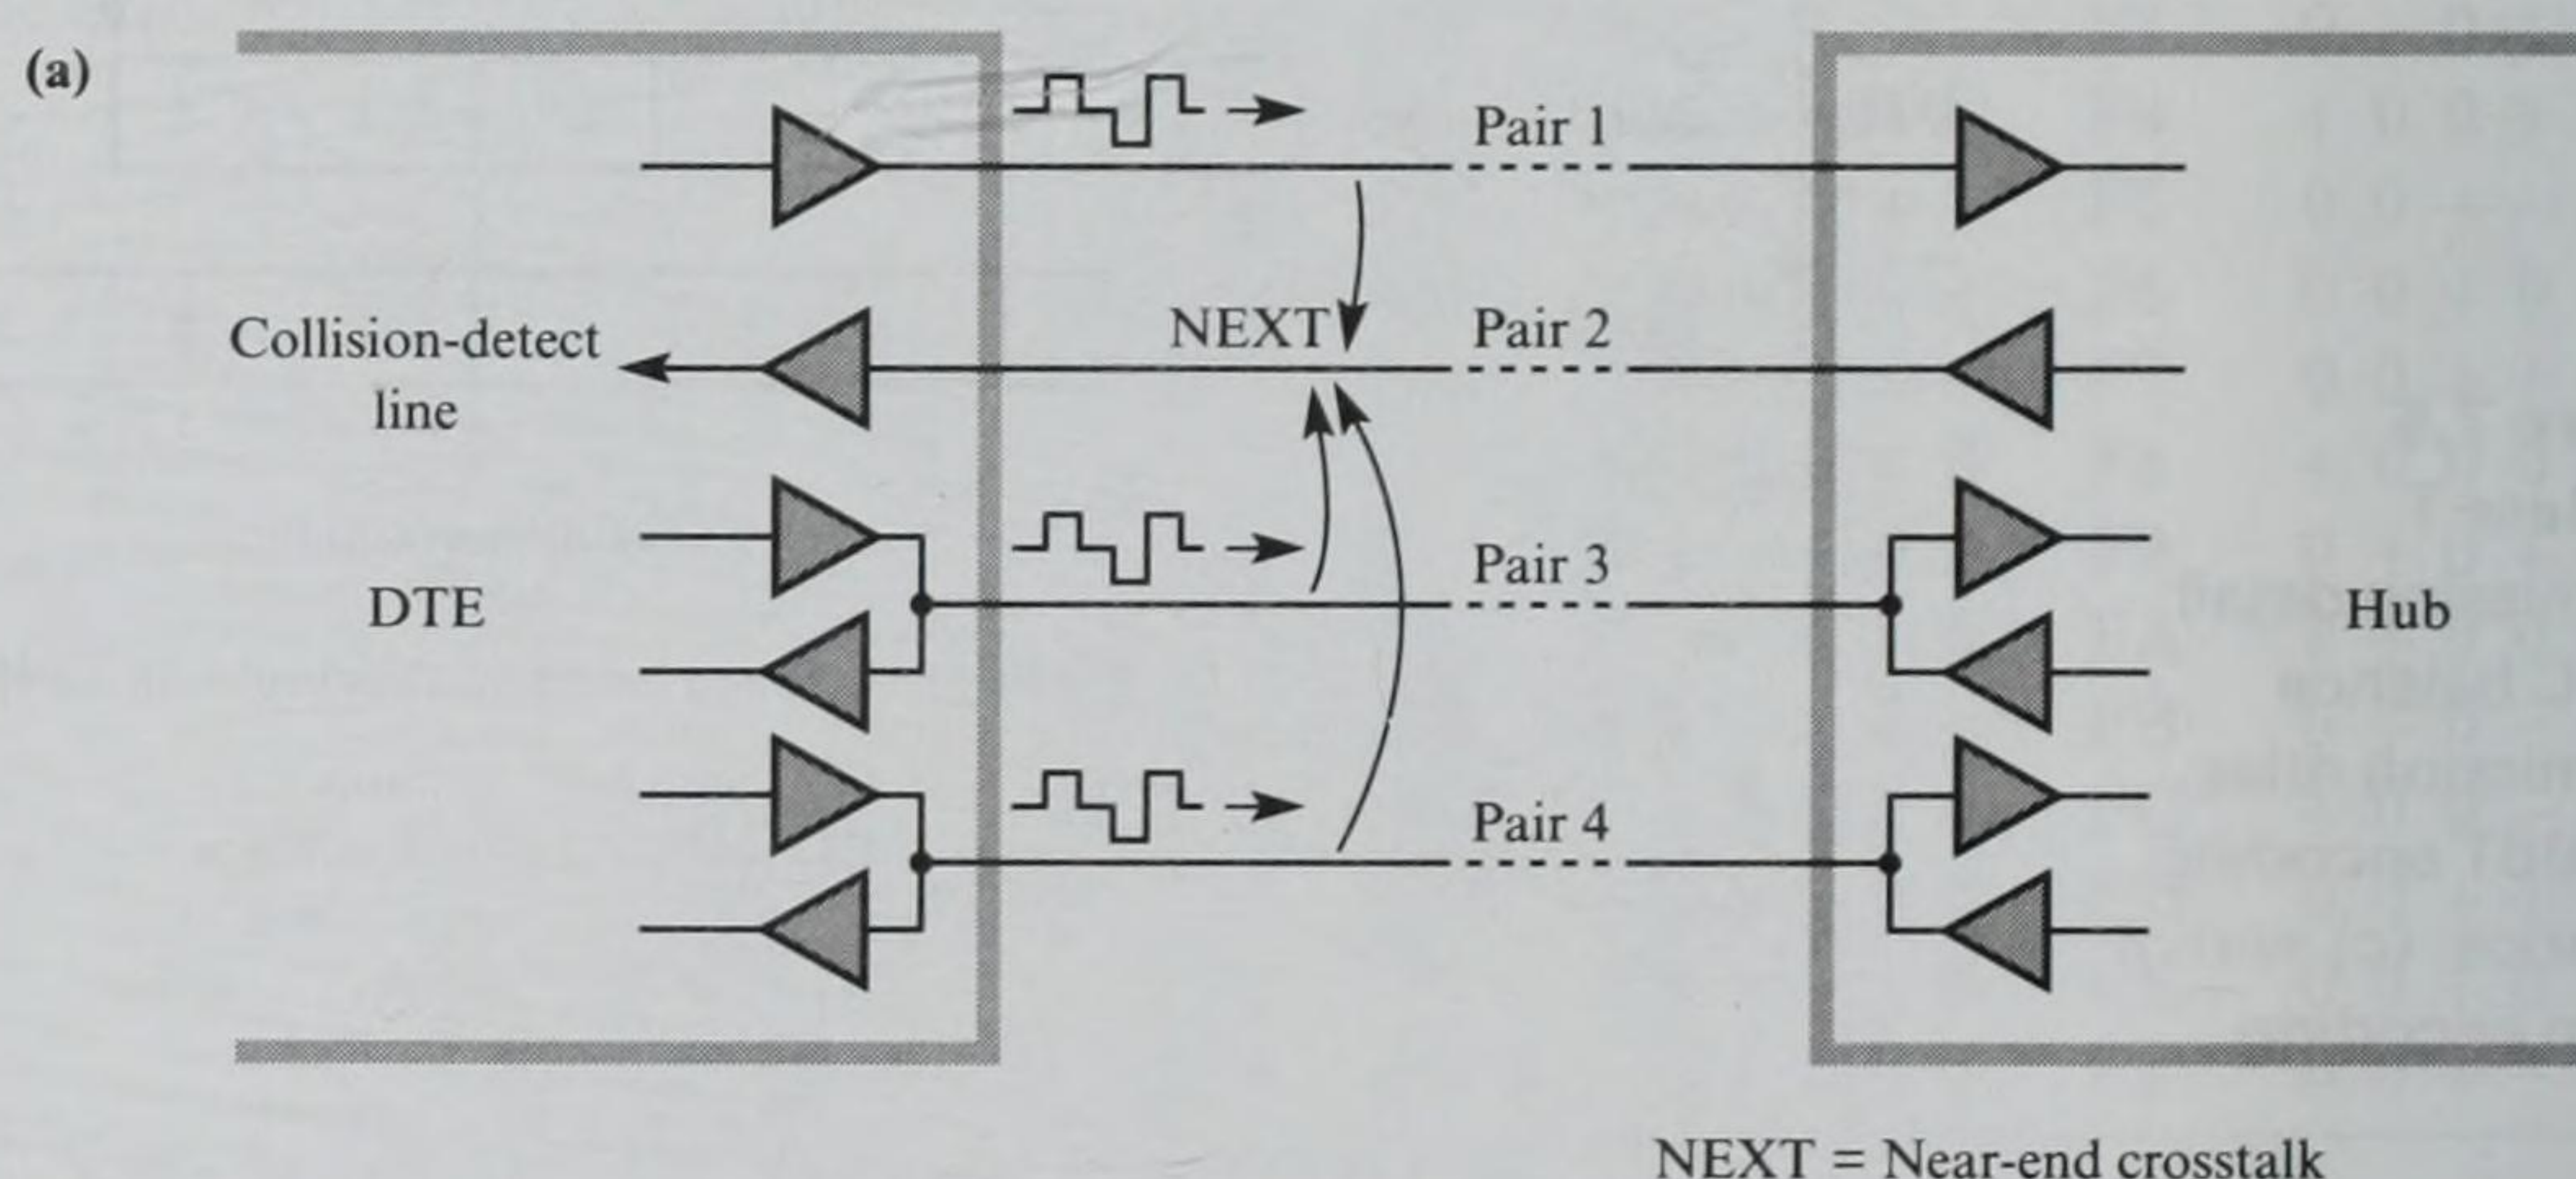 (a)
Pair 1
Collision-detect
line
NEXT
Pair 2
DTE
Pair 3
Hub
Pair 4
NEXT = Near-end crosstalk